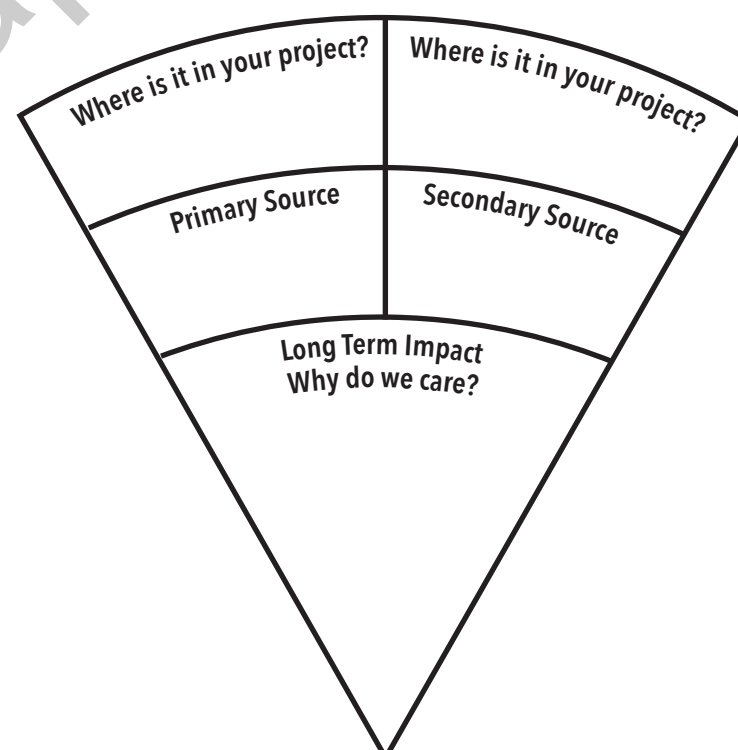 Where is it in your project?
Where is it in your project?
Primary Source
Secondary Source
Long Term Impact
Why do we care?